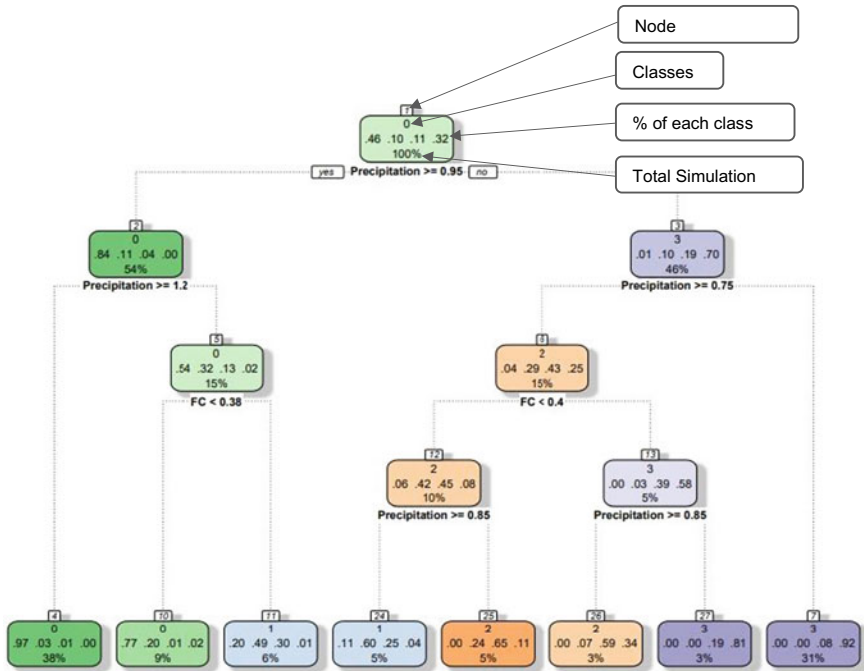 Node
Classes
% of each class
Total Simulation
1
0
.46 .10 .11 .32
100%
yes Precipitation >= 0.95 no
2
0
.84 .11 .04 .00
54%
Precipitation >= 1.2
3
3
.01 .10 .19 .70
46%
Precipitation >= 0.75
5
0
.54 .32 .13 .02
15%
FC < 0.38
6
2
.04 .29 .43 .25
15%
FC < 0.4
12
2
.06 .42 .45 .08
10%
Precipitation >= 0.85
13
3
.00 .03 .39 .58
5%
Precipitation >= 0.85
4
0
.97 .03 .01 .00
38%
10
0
.77 .20 .01 .02
9%
11
1
.20 .49 .30 .01
6%
24
1
.11 .60 .25 .04
5%
25
2
.00 .24 .65 .11
5%
26
2
.00 .07 .59 .34
3%
27
3
.00 .00 .19 .81
3%
7
3
.00 .00 .08 .92
31%